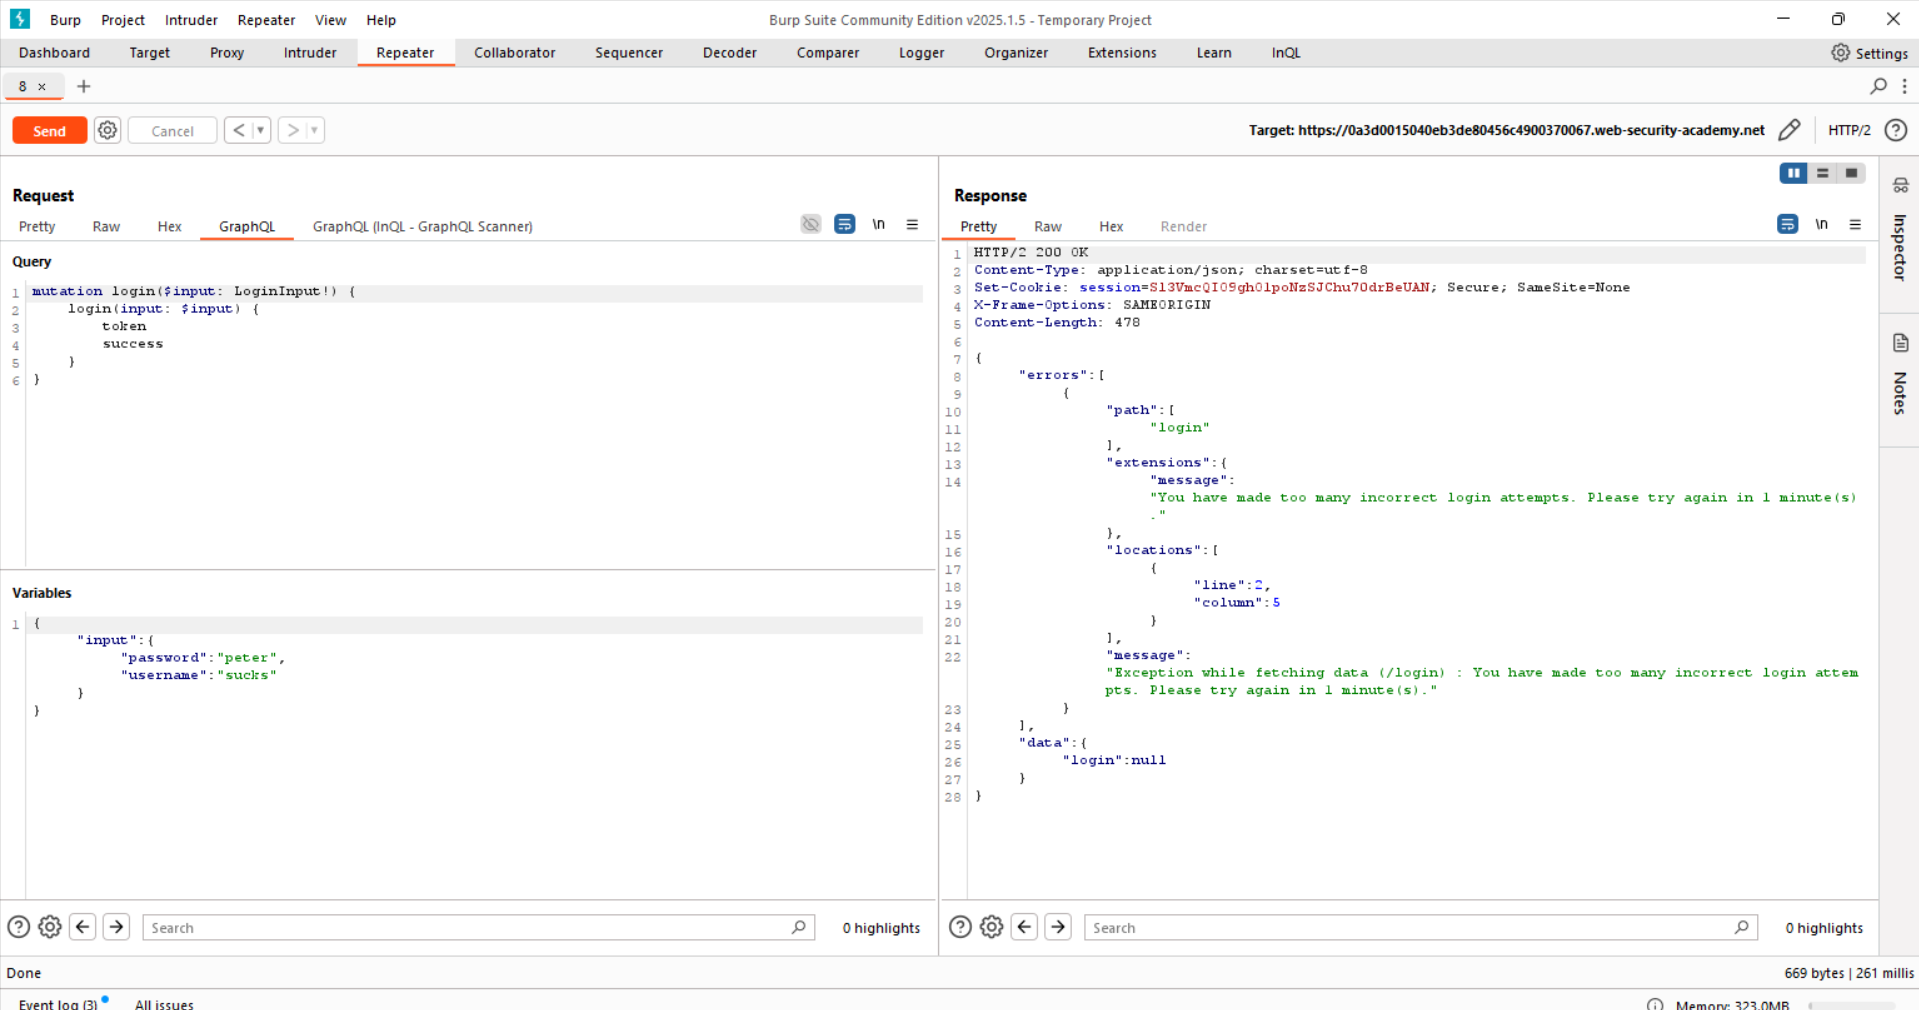 Burp Project Intruder Repeater View Help
Burp Suite Community Edition v2025.1.5 - Temporary Project
Dashboard Target Proxy Intruder Repeater Collaborator Sequencer Decoder Comparer Logger Organizer Extensions Learn InQL
Settings
8 ×
Send Cancel
Target: https://0a3d0015040eb3de80456c4900370067.web-security-academy.net
HTTP/2
Request
Pretty Raw Hex GraphQL GraphQL (InQL - GraphQL Scanner)
\n
Query
1 mutation login($input: LoginInput!) {
2 login(input: $input) {
3 token
4 success
5 }
6 }
Variables
1 {
"input":{
"password":"peter",
"username":"sucks"
}
}
Search
0 highlights
Response
Pretty Raw Hex Render
\n
1 HTTP/2 200 OK
2 Content-Type: application/json; charset=utf-8
3 Set-Cookie: session=Sl3VmcQIO9ghOlpoNzSJChu7OdrBeUAN; Secure; SameSite=None
4 X-Frame-Options: SAMEORIGIN
5 Content-Length: 478
6
7 {
8 "errors":[
9 {
10 "path":[
11 "login"
12 ],
13 "extensions":{
14 "message":
"You have made too many incorrect login attempts. Please try again in 1 minute(s)
."
15 },
16 "locations":[
17 {
18 "line":2,
19 "column":5
20 }
21 ],
22 "message":
"Exception while fetching data (/login) : You have made too many incorrect login attem
pts. Please try again in 1 minute(s)."
23 }
24 ],
25 "data":{
26 "login":null
27 }
28 }
Search
0 highlights
Inspector
Notes
Done
669 bytes | 261 millis
Event log (3) All issues
Memory: 323.0MB